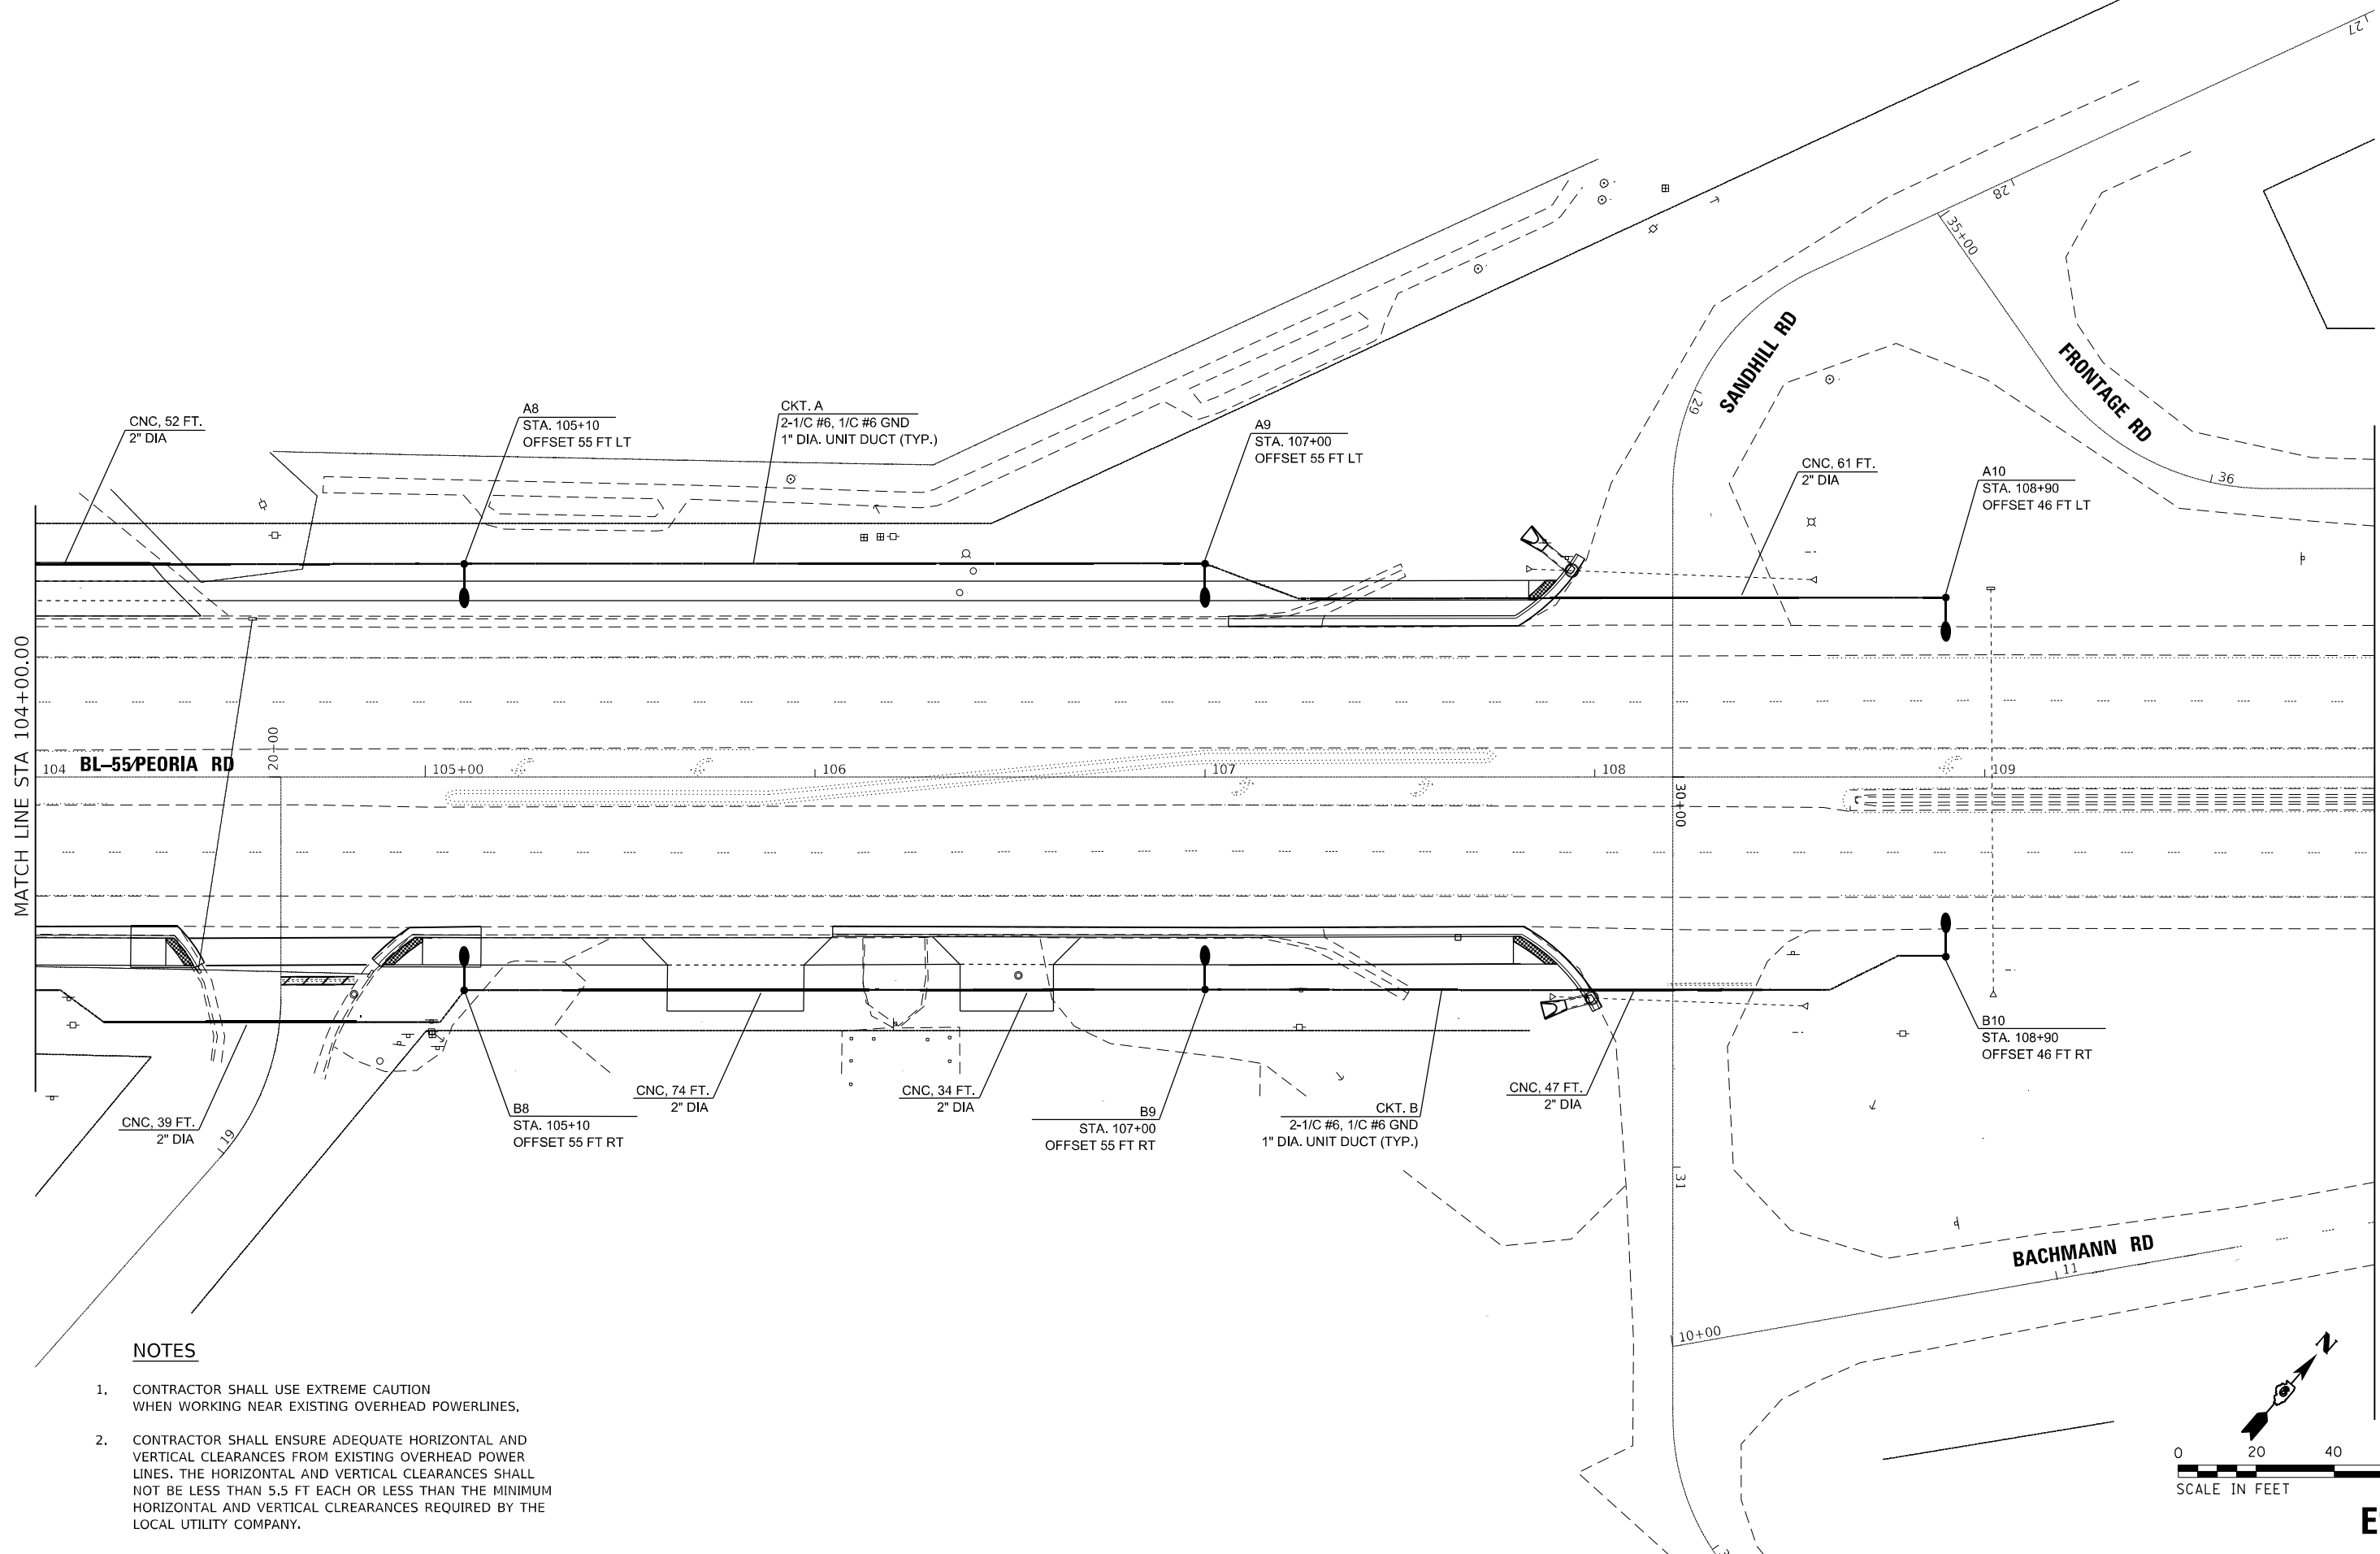 27
28
35+00
SANDHILL RD
FRONTAGE RD
29
36
CNC, 52 FT.
2" DIA
A8
STA. 105+10
OFFSET 55 FT LT
CKT. A
2-1/C #6, 1/C #6 GND
1" DIA. UNIT DUCT (TYP.)
A9
STA. 107+00
OFFSET 55 FT LT
CNC, 61 FT.
2" DIA
A10
STA. 108+90
OFFSET 46 FT LT
MATCH LINE STA 104+00.00
104
BL-55/PEORIA RD
20+00
105+00
106
107
108
109
30+00
CNC, 39 FT.
2" DIA
19
B8
STA. 105+10
OFFSET 55 FT RT
CNC, 74 FT.
2" DIA
CNC, 34 FT.
2" DIA
B9
STA. 107+00
OFFSET 55 FT RT
CKT. B
2-1/C #6, 1/C #6 GND
1" DIA. UNIT DUCT (TYP.)
CNC, 47 FT.
2" DIA
B10
STA. 108+90
OFFSET 46 FT RT
31
BACHMANN RD
11
10+00
NOTES
1. CONTRACTOR SHALL USE EXTREME CAUTION
WHEN WORKING NEAR EXISTING OVERHEAD POWERLINES.
2. CONTRACTOR SHALL ENSURE ADEQUATE HORIZONTAL AND
VERTICAL CLEARANCES FROM EXISTING OVERHEAD POWER
LINES. THE HORIZONTAL AND VERTICAL CLEARANCES SHALL
NOT BE LESS THAN 5.5 FT EACH OR LESS THAN THE MINIMUM
HORIZONTAL AND VERTICAL CLREARANCES REQUIRED BY THE
LOCAL UTILITY COMPANY.
N
0 20 40
SCALE IN FEET
E